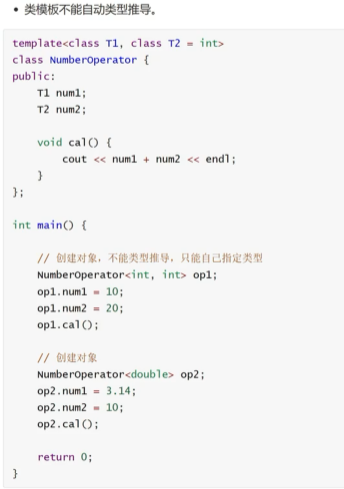 • 类模板不能自动类型推导。
template<class T1, class T2 = int>
class NumberOperator {
public:
    T1 num1;
    T2 num2;
    void cal() {
        cout << num1 + num2 << endl;
    }
};
int main() {
    // 创建对象，不能类型推导，只能自己指定类型
    NumberOperator<int, int> op1;
    op1.num1 = 10;
    op1.num2 = 20;
    op1.cal();
    // 创建对象
    NumberOperator<double> op2;
    op2.num1 = 3.14;
    op2.num2 = 10;
    op2.cal();
    return 0;
}